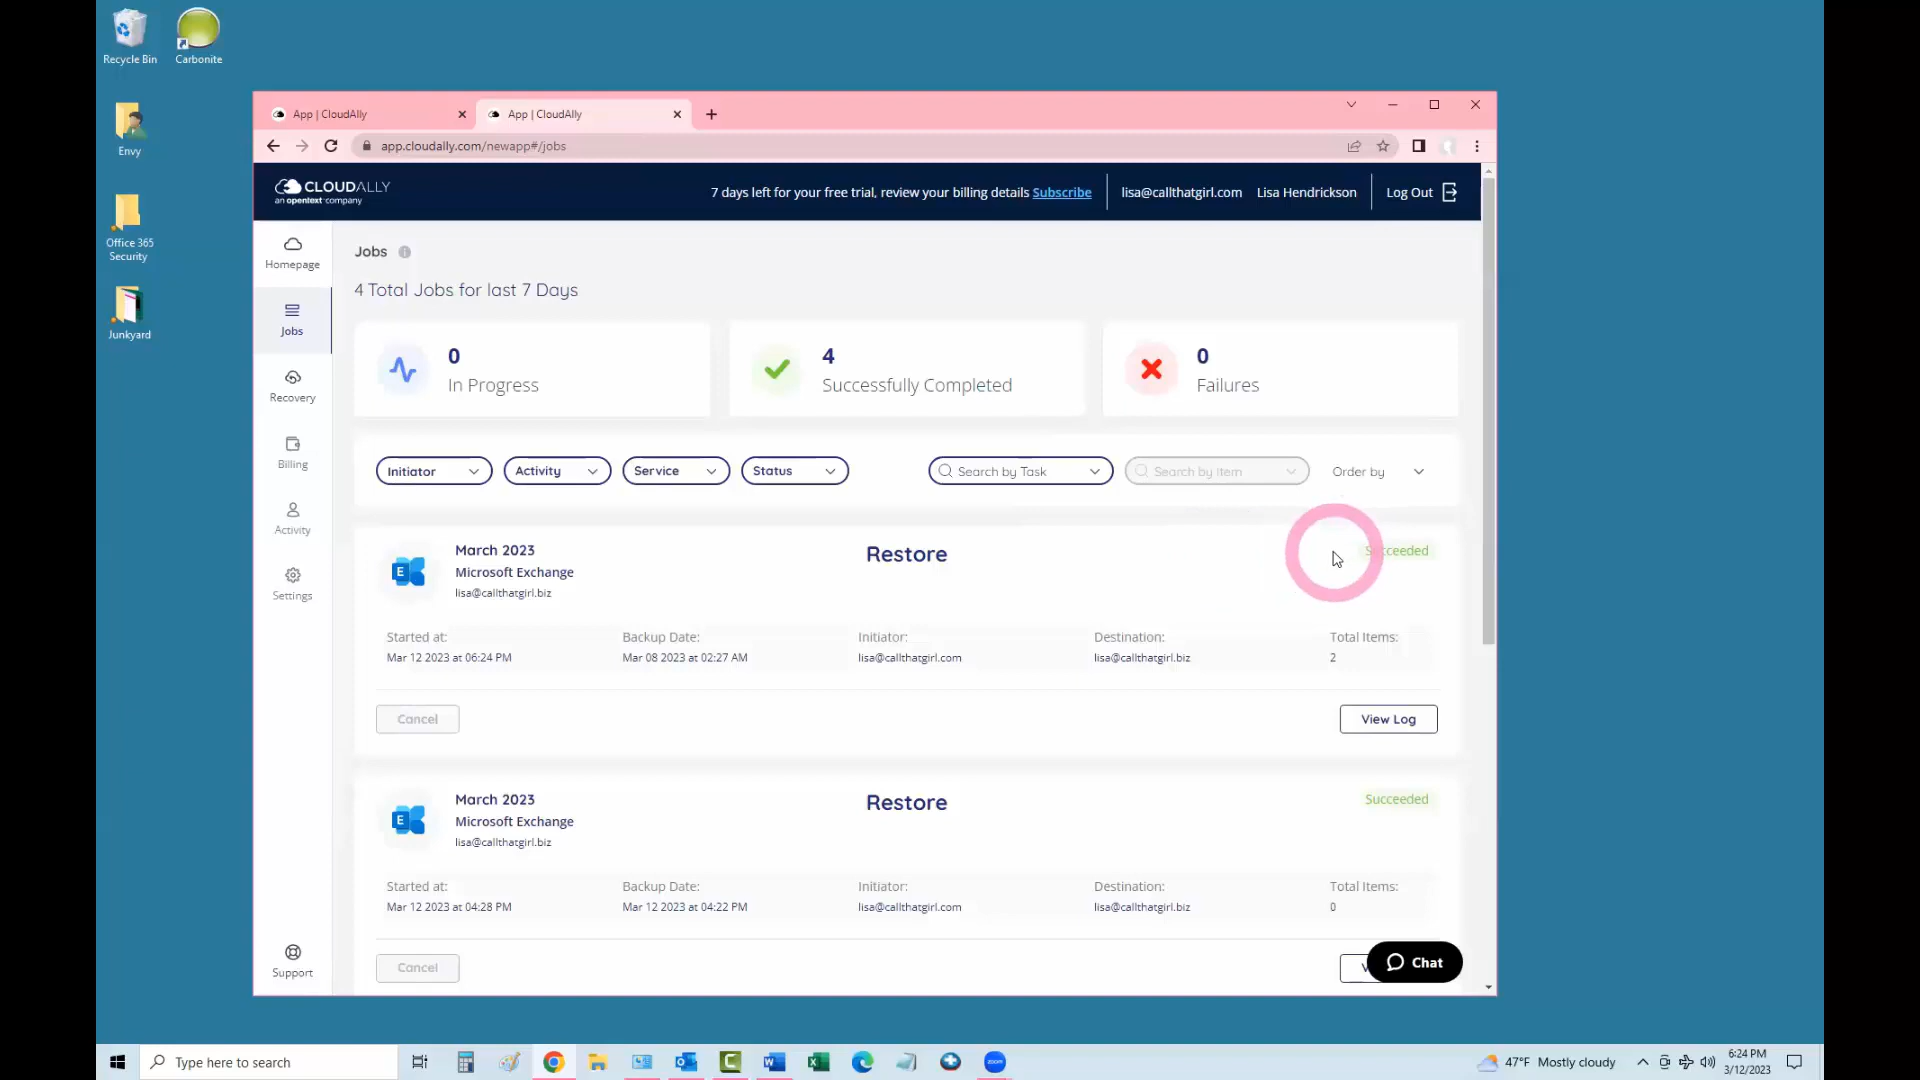 Recycle Bin
Carbonite
Envy
Office 365
Security
Junkyard
App | CloudAlly
App | CloudAlly
app.cloudally.com/newapp#/jobs
CLOUDALLY
an opentext company
7 days left for your free trial, review your billing details Subscribe
lisa@callthatgirl.com
Lisa Hendrickson
Log Out
Homepage
Jobs
Recovery
Billing
Activity
Settings
Support
Jobs
4 Total Jobs for last 7 Days
0
In Progress
4
Successfully Completed
0
Failures
Initiator
Activity
Service
Status
Search by Task
Search by Item
Order by
March 2023
Microsoft Exchange
lisa@callthatgirl.biz
Restore
Succeeded
Started at:
Mar 12 2023 at 06:24 PM
Backup Date:
Mar 08 2023 at 02:27 AM
Initiator:
lisa@callthatgirl.com
Destination:
lisa@callthatgirl.biz
Total Items:
2
Cancel
View Log
March 2023
Microsoft Exchange
lisa@callthatgirl.biz
Restore
Succeeded
Started at:
Mar 12 2023 at 04:28 PM
Backup Date:
Mar 12 2023 at 04:22 PM
Initiator:
lisa@callthatgirl.com
Destination:
lisa@callthatgirl.biz
Total Items:
0
Cancel
Chat
Type here to search
47°F Mostly cloudy
6:24 PM
3/12/2023